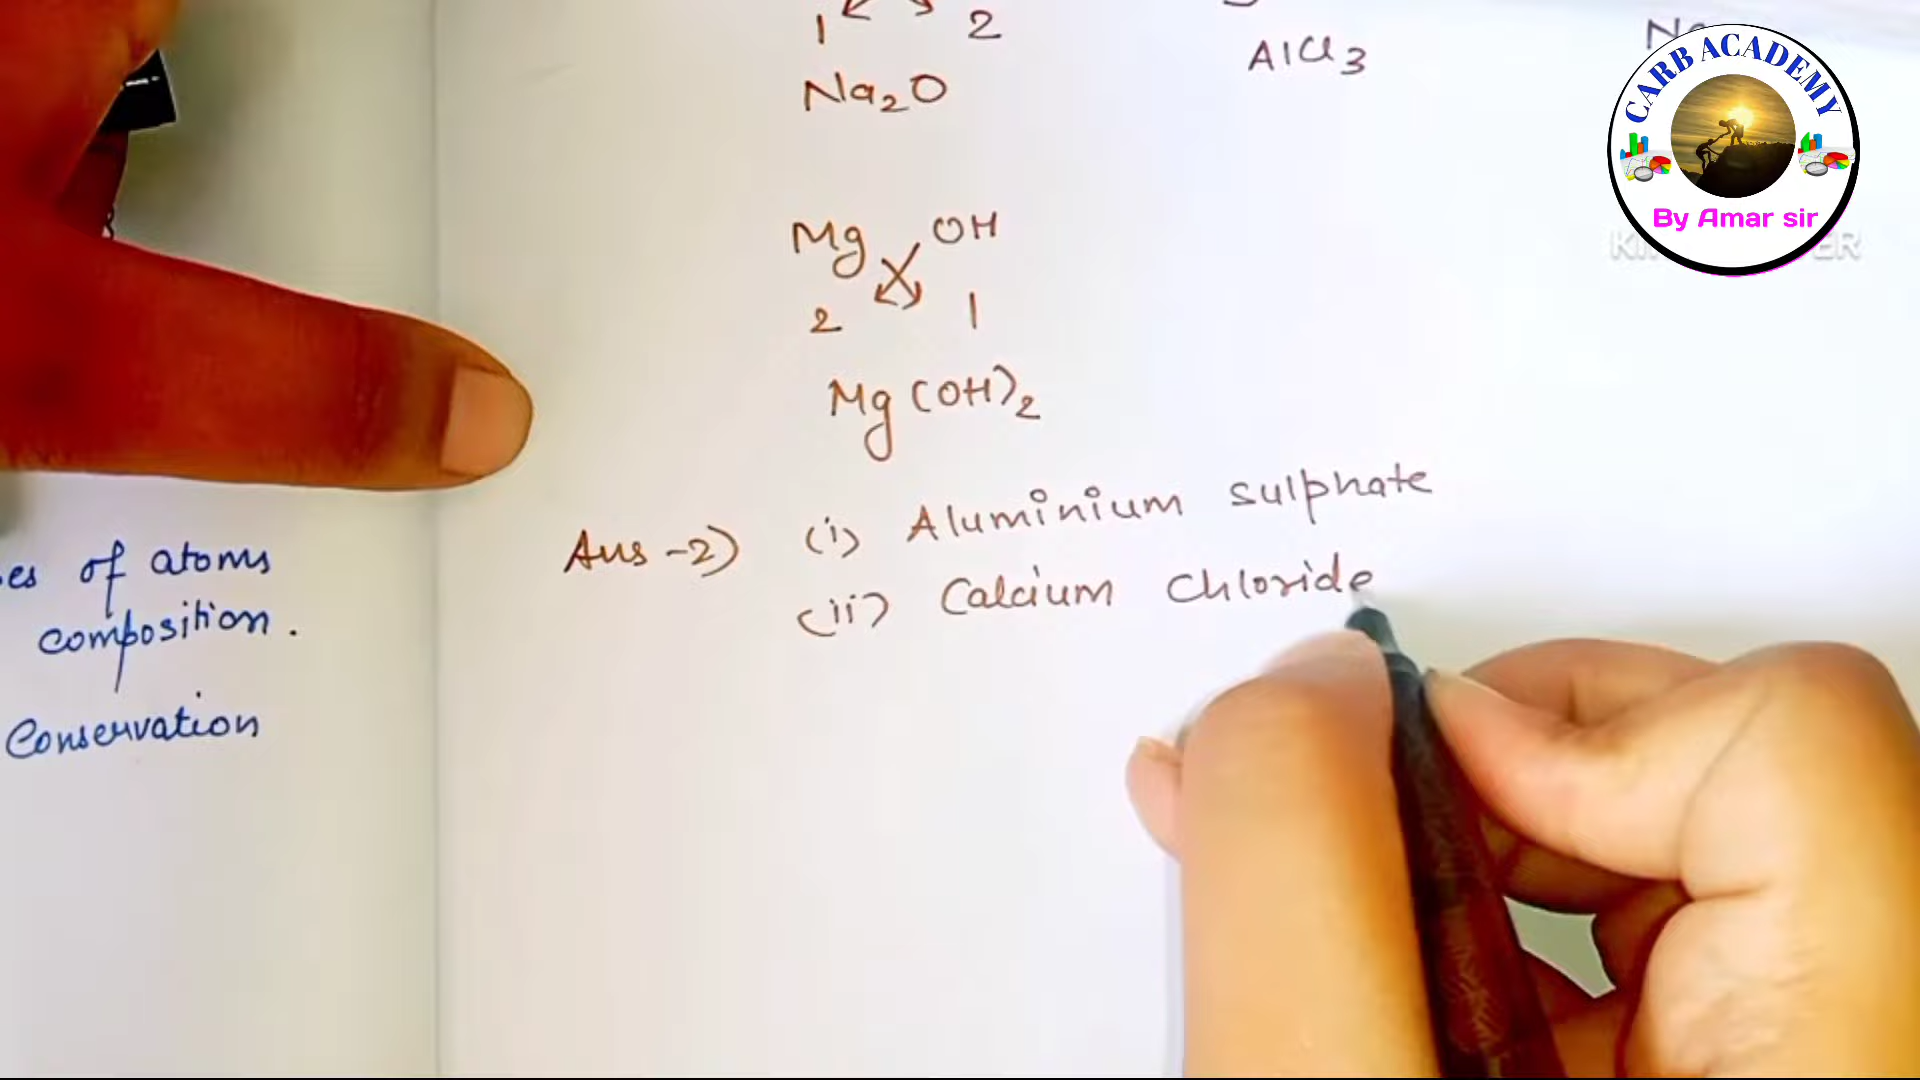 1 2
Na2O
AlCl3
CARB ACADEMY
By Amar sir
Mg OH
2 1
Mg(OH)2
Ans-2) (i) Aluminium sulphate
(ii) Calcium Chloride
of atoms
composition.
Conservation